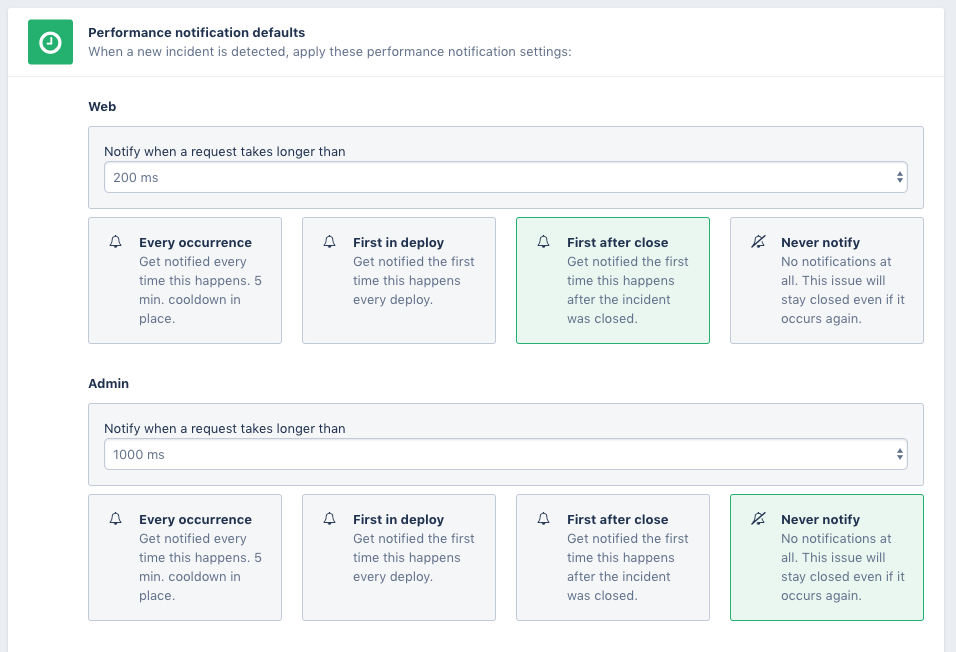 Performance notification defaults
When a new incident is detected, apply these performance notification settings:
Web
Notify when a request takes longer than
200 ms
Every occurrence
Get notified every
time this happens. 5
min. cooldown in
place.
First in deploy
Get notified the first
time this happens
every deploy.
First after close
Get notified the first
time this happens
after the incident
was closed.
Never notify
No notifications at
all. This issue will
stay closed even if it
occurs again.
Admin
Notify when a request takes longer than
1000 ms
Every occurrence
Get notified every
time this happens. 5
min. cooldown in
place.
First in deploy
Get notified the first
time this happens
every deploy.
First after close
Get notified the first
time this happens
after the incident
was closed.
Never notify
No notifications at
all. This issue will
stay closed even if it
occurs again.